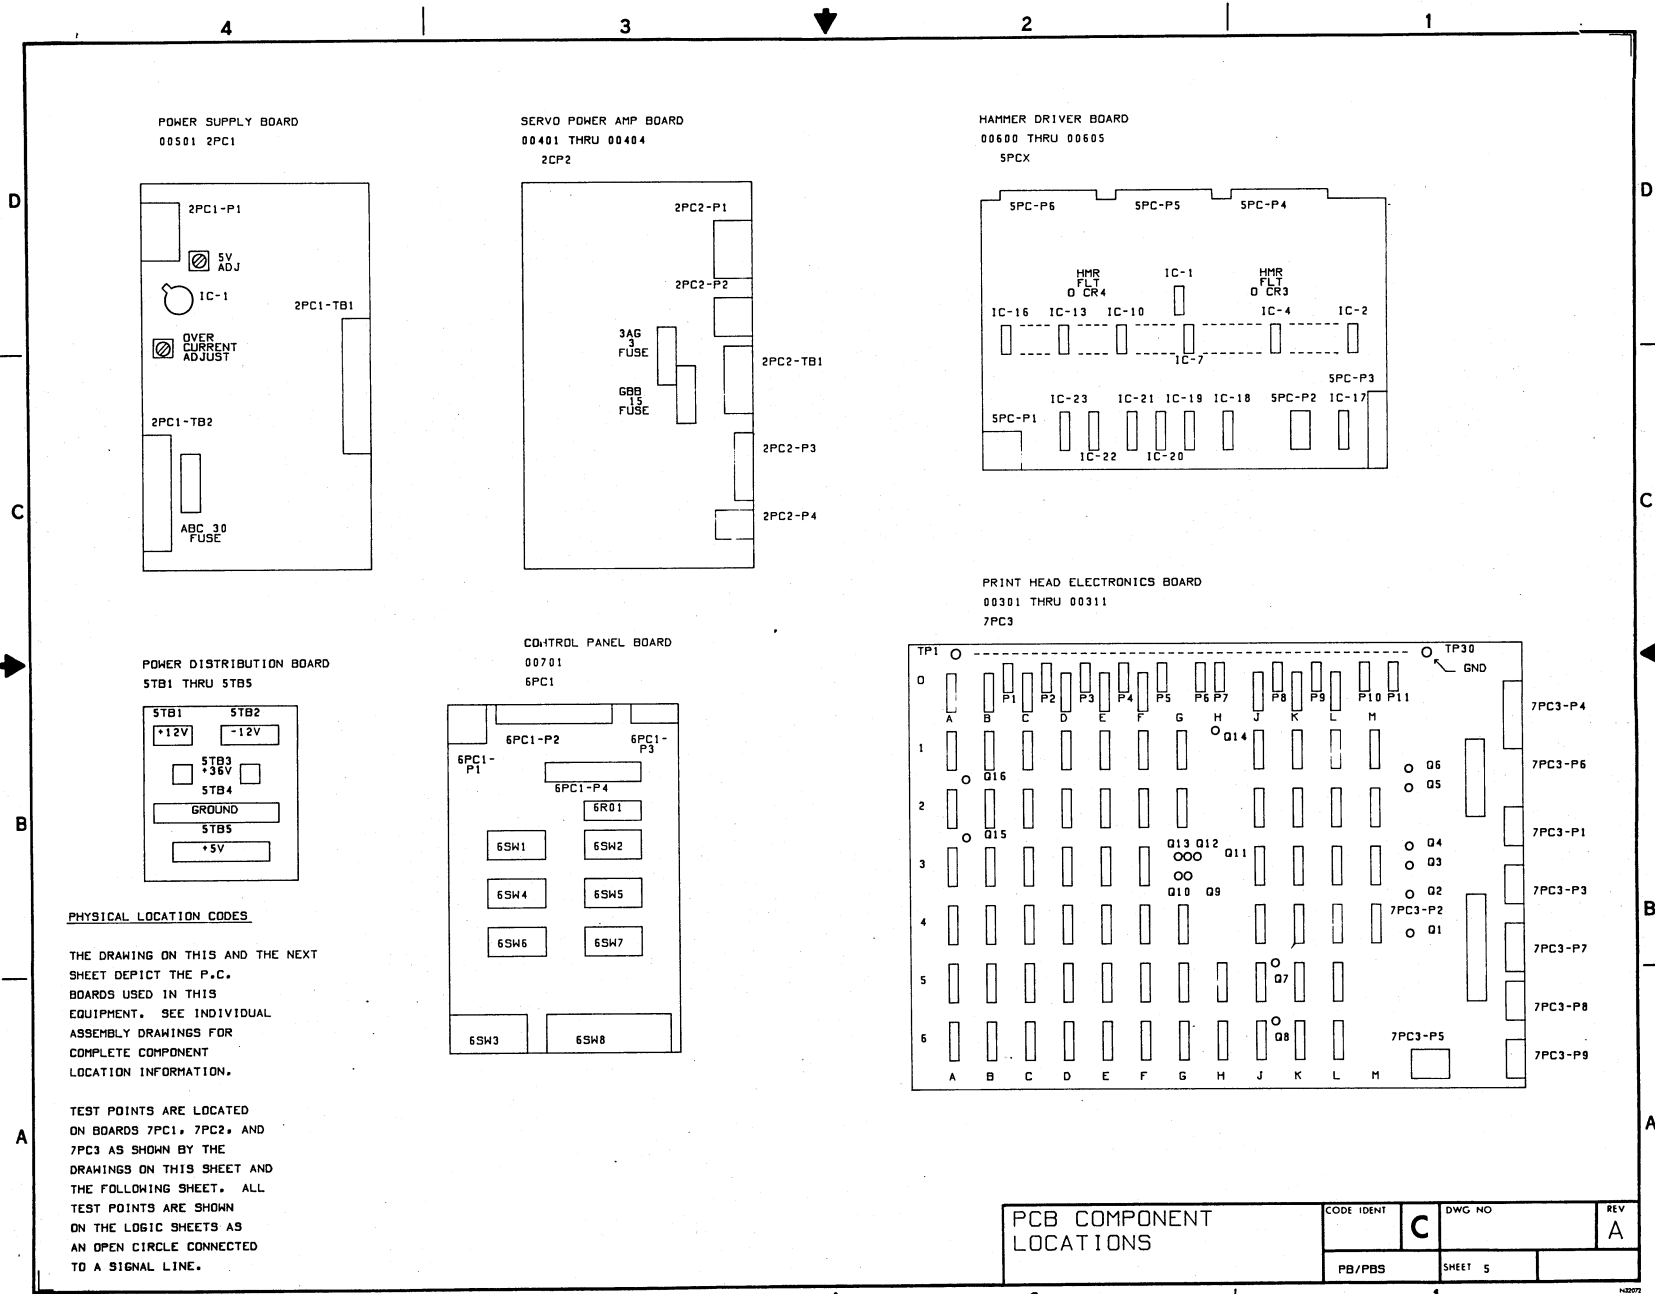 4 3 2 1
D
C
B
A
D
C
B
A
POWER SUPPLY BOARD
00501 2PC1
2PC1-P1
5V
ADJ
IC-1
2PC1-TB1
OVER
CURRENT
ADJUST
2PC1-TB2
ABC 30
FUSE
SERVO POWER AMP BOARD
00401 THRU 00404
2CP2
2PC2-P1
2PC2-P2
3AG
3
FUSE
2PC2-TB1
GBB
15
FUSE
2PC2-P3
2PC2-P4
HAMMER DRIVER BOARD
00600 THRU 00605
5PCX
5PC-P6 5PC-P5 5PC-P4
HMR
FLT
CR4
IC-1
HMR
FLT
CR3
IC-16 IC-13 IC-10 IC-4 IC-2
IC-7
5PC-P3
IC-23 IC-21 IC-19 IC-18 5PC-P2 IC-17
5PC-P1
IC-22 IC-20
POWER DISTRIBUTION BOARD
5TB1 THRU 5TB5
5TB1 5TB2
+12V -12V
5TB3
+36V
5TB4
GROUND
5TB5
+5V
CONTROL PANEL BOARD
00701
6PC1
6PC1-P2
6PC1-
P3
6PC1-
P1
6PC1-P4
6R01
6SW1 6SW2
6SW4 6SW5
6SW6 6SW7
6SW3 6SW8
PRINT HEAD ELECTRONICS BOARD
00301 THRU 00311
7PC3
TP1 TP30
GND
0
P1 P2 P3 P4 P5 P6 P7 P8 P9 P10 P11
A B C D E F G H J K L M
7PC3-P4
1
Q14
Q16
Q6
Q5
7PC3-P6
2
Q15
7PC3-P1
3
Q13 Q12
Q11
Q10 Q9
Q4
Q3
Q2
7PC3-P3
7PC3-P2
4
Q1
7PC3-P7
5
Q7
7PC3-P8
6
Q8
7PC3-P5
7PC3-P9
A B C D E F G H J K L M
PHYSICAL LOCATION CODES
THE DRAWING ON THIS AND THE NEXT
SHEET DEPICT THE P.C.
BOARDS USED IN THIS
EQUIPMENT. SEE INDIVIDUAL
ASSEMBLY DRAWINGS FOR
COMPLETE COMPONENT
LOCATION INFORMATION.
TEST POINTS ARE LOCATED
ON BOARDS 7PC1, 7PC2, AND
7PC3 AS SHOWN BY THE
DRAWINGS ON THIS SHEET AND
THE FOLLOWING SHEET. ALL
TEST POINTS ARE SHOWN
ON THE LOGIC SHEETS AS
AN OPEN CIRCLE CONNECTED
TO A SIGNAL LINE.
PCB COMPONENT
LOCATIONS
CODE IDENT
C
DWG NO
REV
A
PB/PBS
SHEET 5